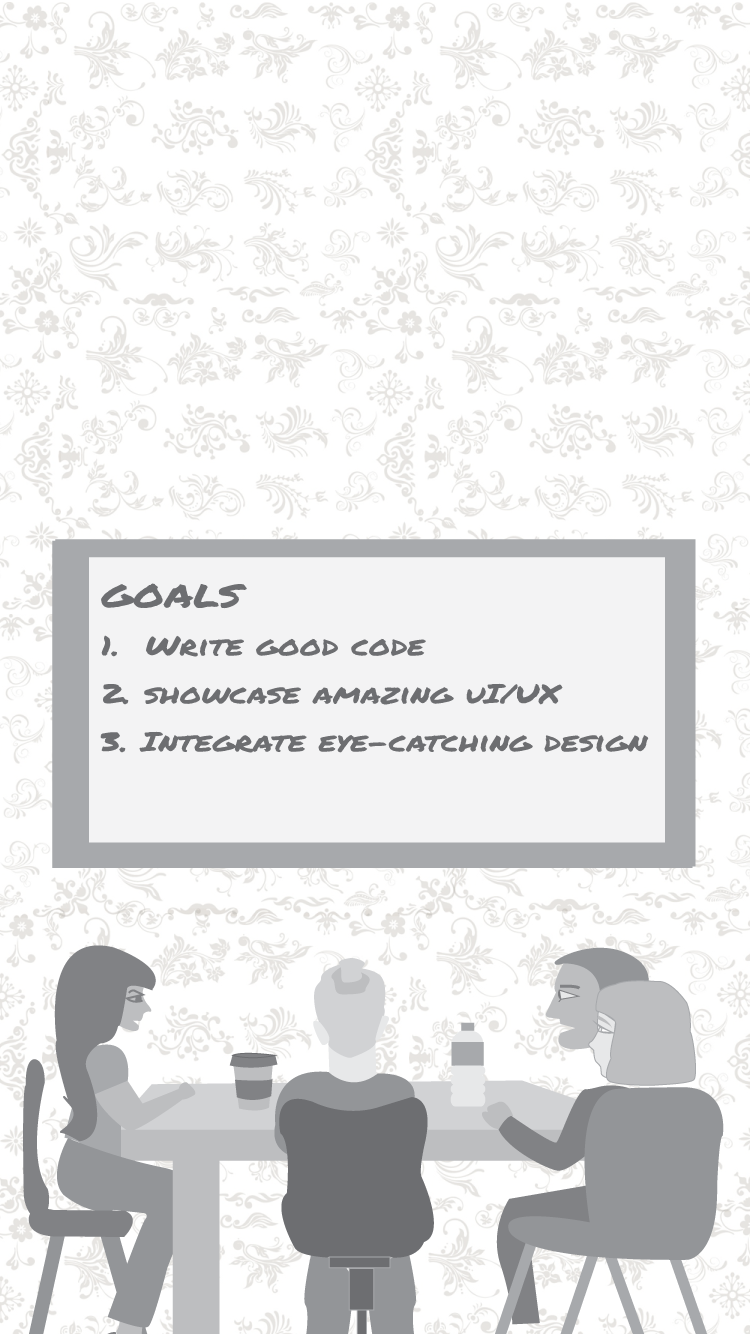 GOALS
1. WRITE GOOD CODE
2. SHOWCASE AMAZING UI/UX
3. INTEGRATE EYE-CATCHING DESIGN